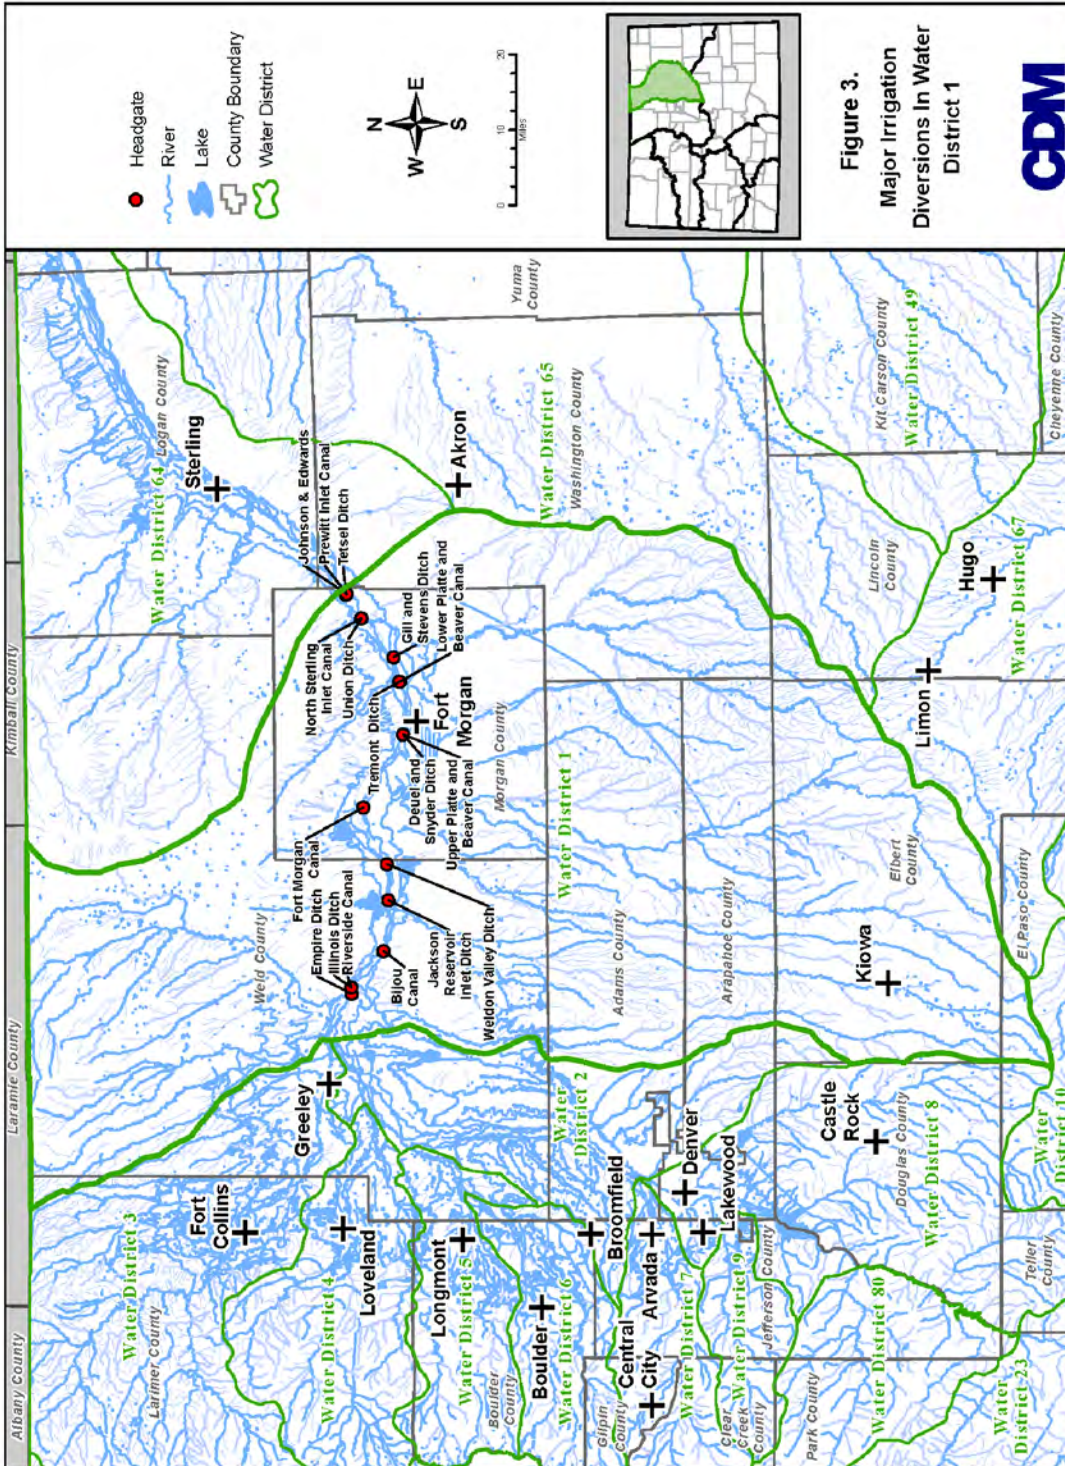 Albany County
Laramie County
Kimball County
Water District 3
Larimer County
Fort
Collins
Weld County
Water District 64
Logan County
Sterling
Greeley
Water District 4
Loveland
Empire Ditch
Illinois Ditch
Riverside Canal
Fort Morgan
Canal
Bijou
Canal
Jackson
Reservoir
Inlet Ditch
Weldon Valley Ditch
Tremont Ditch
Deuel and
Snyder Ditch
Upper Platte and
Beaver Canal
North Sterling
Inlet Canal
Union Ditch
Johnson & Edwards
Prewitt Inlet Canal
Tetsel Ditch
Gill and
Stevens Ditch
Lower Platte and
Beaver Canal
Fort
Morgan
Morgan County
Akron
Yuma
County
Longmont
Water District 5
Boulder
County
Boulder
Water District 6
Water
District 2
Water District 1
Water District 65
Washington County
Broomfield
Adams County
Gilpin
County
Central
City
Arvada
Water District 7
Denver
Lakewood
Arapahoe County
Clear
Creek
County
Water District 9
Jefferson County
Park County
Water District 80
Castle
Rock
Douglas County
Water District 8
Kiowa
Elbert
County
Lincoln
County
Kit Carson County
Water District 49
Limon
Hugo
Water District 67
Water
District 23
Teller
County
Water
District 10
El Paso County
Cheyenne County
Headgate
River
Lake
County Boundary
Water District
N
W
E
S
0
10
20
Miles
Figure 3.
Major Irrigation
Diversions In Water
District 1
CDM